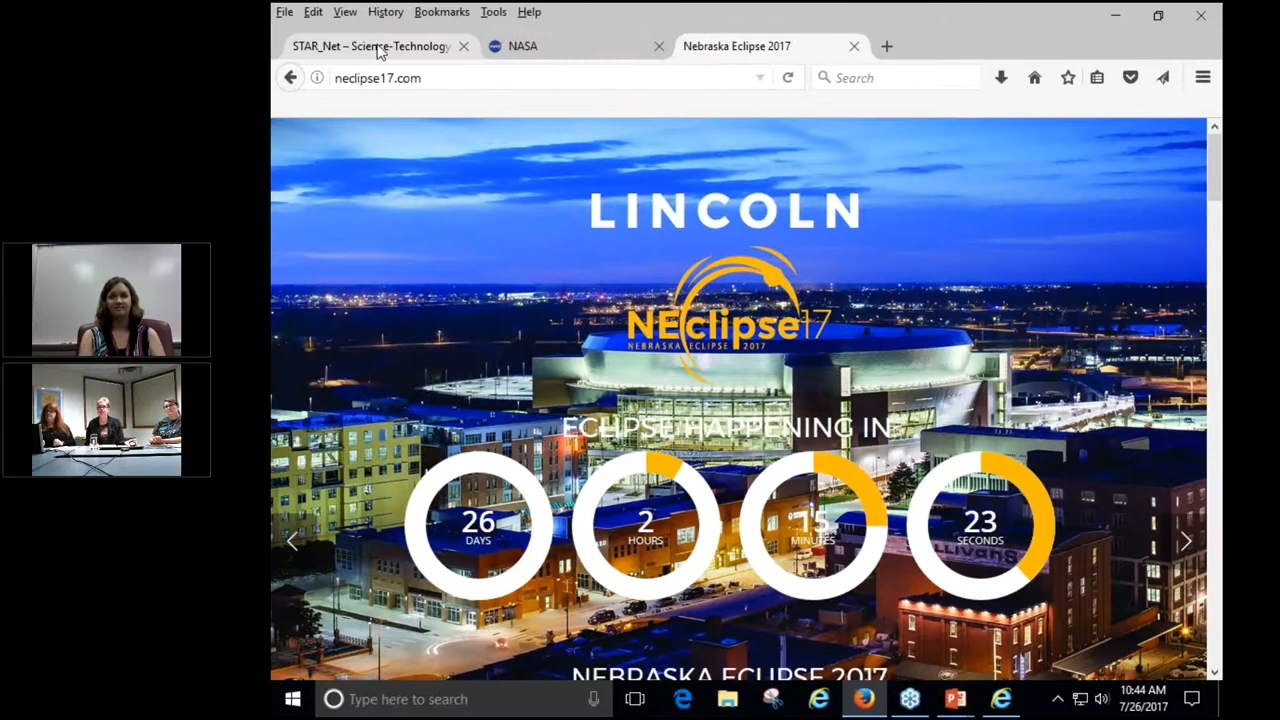 File Edit View History Bookmarks Tools Help
STAR_Net – Science-Technology
NASA
Nebraska Eclipse 2017
neclipse17.com
Search
LINCOLN
NEclipse17
NEBRASKA ECLIPSE 2017
ECLIPSE HAPPENING IN
26 2 15 23
DAYS HOURS MINUTES SECONDS
NEBRASKA ECLIPSE 2017
Type here to search
10:44 AM
7/26/2017